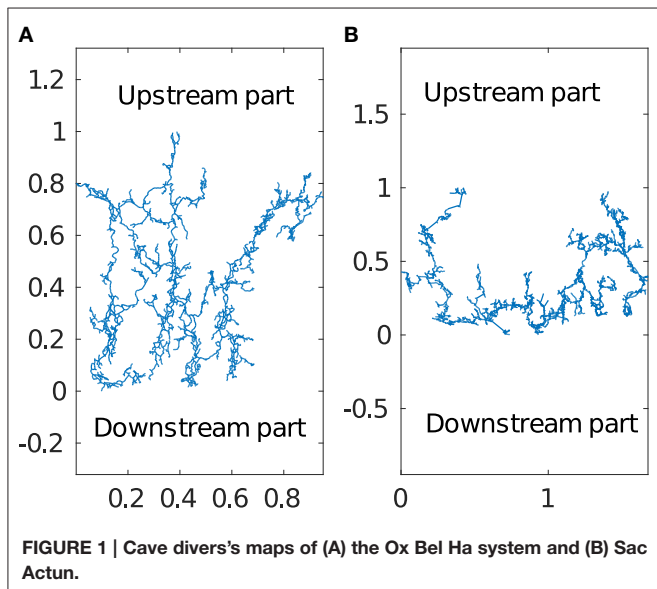 A
1.2
Upstream part
1
0.8
0.6
0.4
0.2
0
-0.2
Downstream part
0.2 0.4 0.6 0.8
B
Upstream part
1.5
1
0.5
0
-0.5
Downstream part
0 1
FIGURE 1 | Cave divers's maps of (A) the Ox Bel Ha system and (B) Sac
Actun.